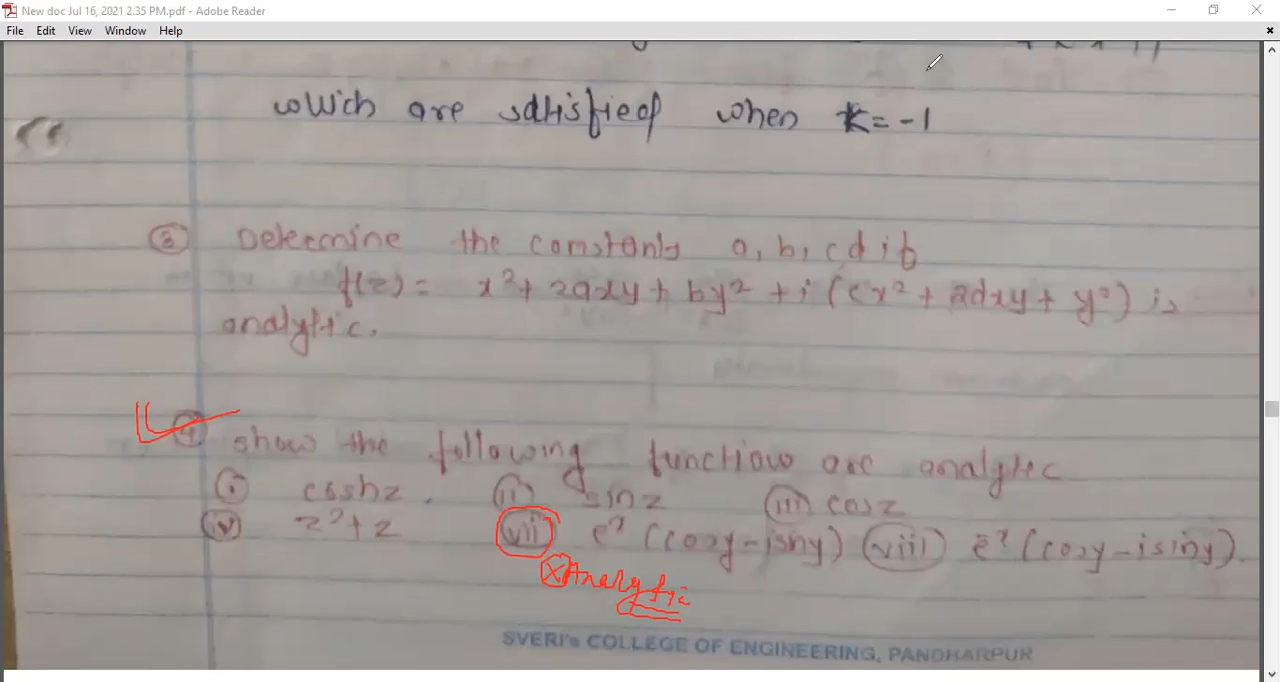 New doc Jul 16, 2021 2.35 PM.pdf - Adobe Reader
File Edit View Window Help
which are satisfied when k = -1
③ Determine the constants a, b, c d if
f(z) = x² + 2axy + by² + i (cx² + 2dxy + y²) is
analytic.
④ show the following functions are analytic
(i) coshz. (ii) sinz (iii) cosz
(iv) z² + z (vii) e^x (cosy - isiny) (viii) e^-x (cosy - isiny).
(x) Analytic
SVERI's COLLEGE OF ENGINEERING, PANDHARPUR